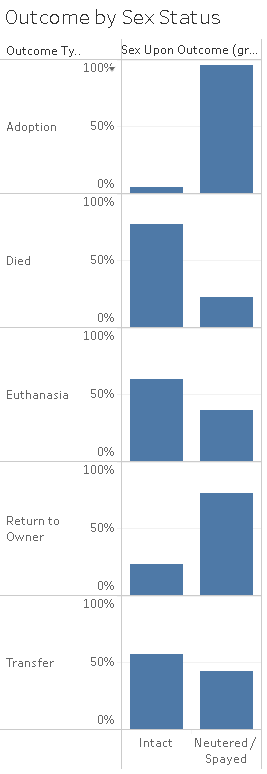 Outcome by Sex Status
Outcome Ty.. Sex Upon Outcome (gr...
100%
Adoption 50%
0%
100%
Died 50%
0%
100%
Euthanasia 50%
0%
100%
Return to 50%
Owner
0%
100%
Transfer 50%
0%
Intact Neutered /
Spayed